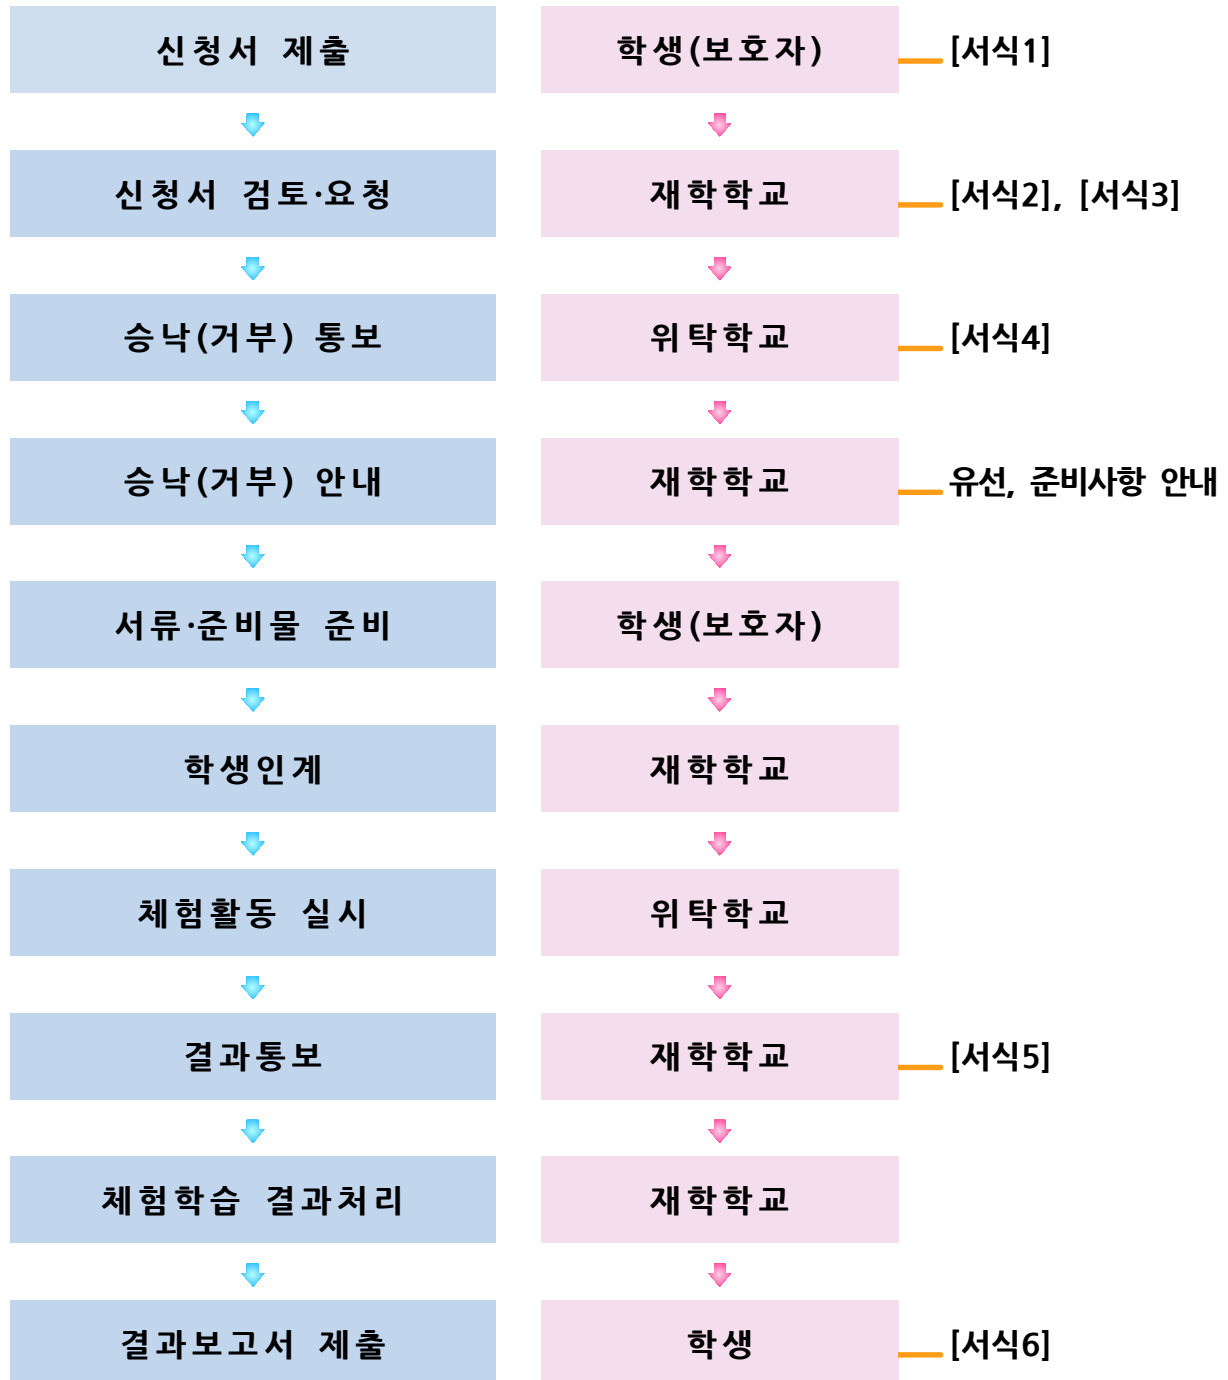 신청서 제출 학생(보호자) [서식1]
신청서 검토·요청 재학학교 [서식2], [서식3]
승낙(거부) 통보 위탁학교 [서식4]
승낙(거부) 안내 재학학교 유선, 준비사항 안내
서류·준비물 준비 학생(보호자)
학생인계 재학학교
체험활동 실시 위탁학교
결과통보 재학학교 [서식5]
체험학습 결과처리 재학학교
결과보고서 제출 학생 [서식6]